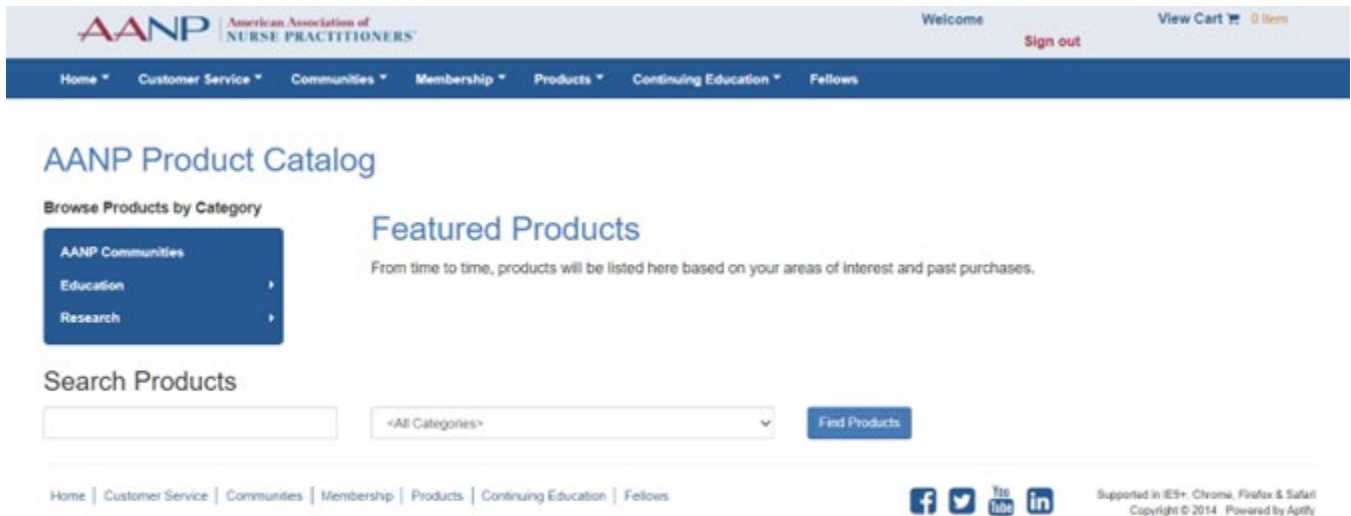 AANP American Association of
NURSE PRACTITIONERS
Welcome
View Cart 0 Item
Sign out
Home Customer Service Communities Membership Products Continuing Education Fellows
AANP Product Catalog
Browse Products by Category
AANP Communities
Education
Research
Featured Products
From time to time, products will be listed here based on your areas of interest and past purchases.
Search Products
<All Categories>
Find Products
Home | Customer Service | Communities | Membership | Products | Continuing Education | Fellows
You
Tube
in
Supported in IE9+, Chrome, Firefox & Safari
Copyright © 2014 Powered by Aptify